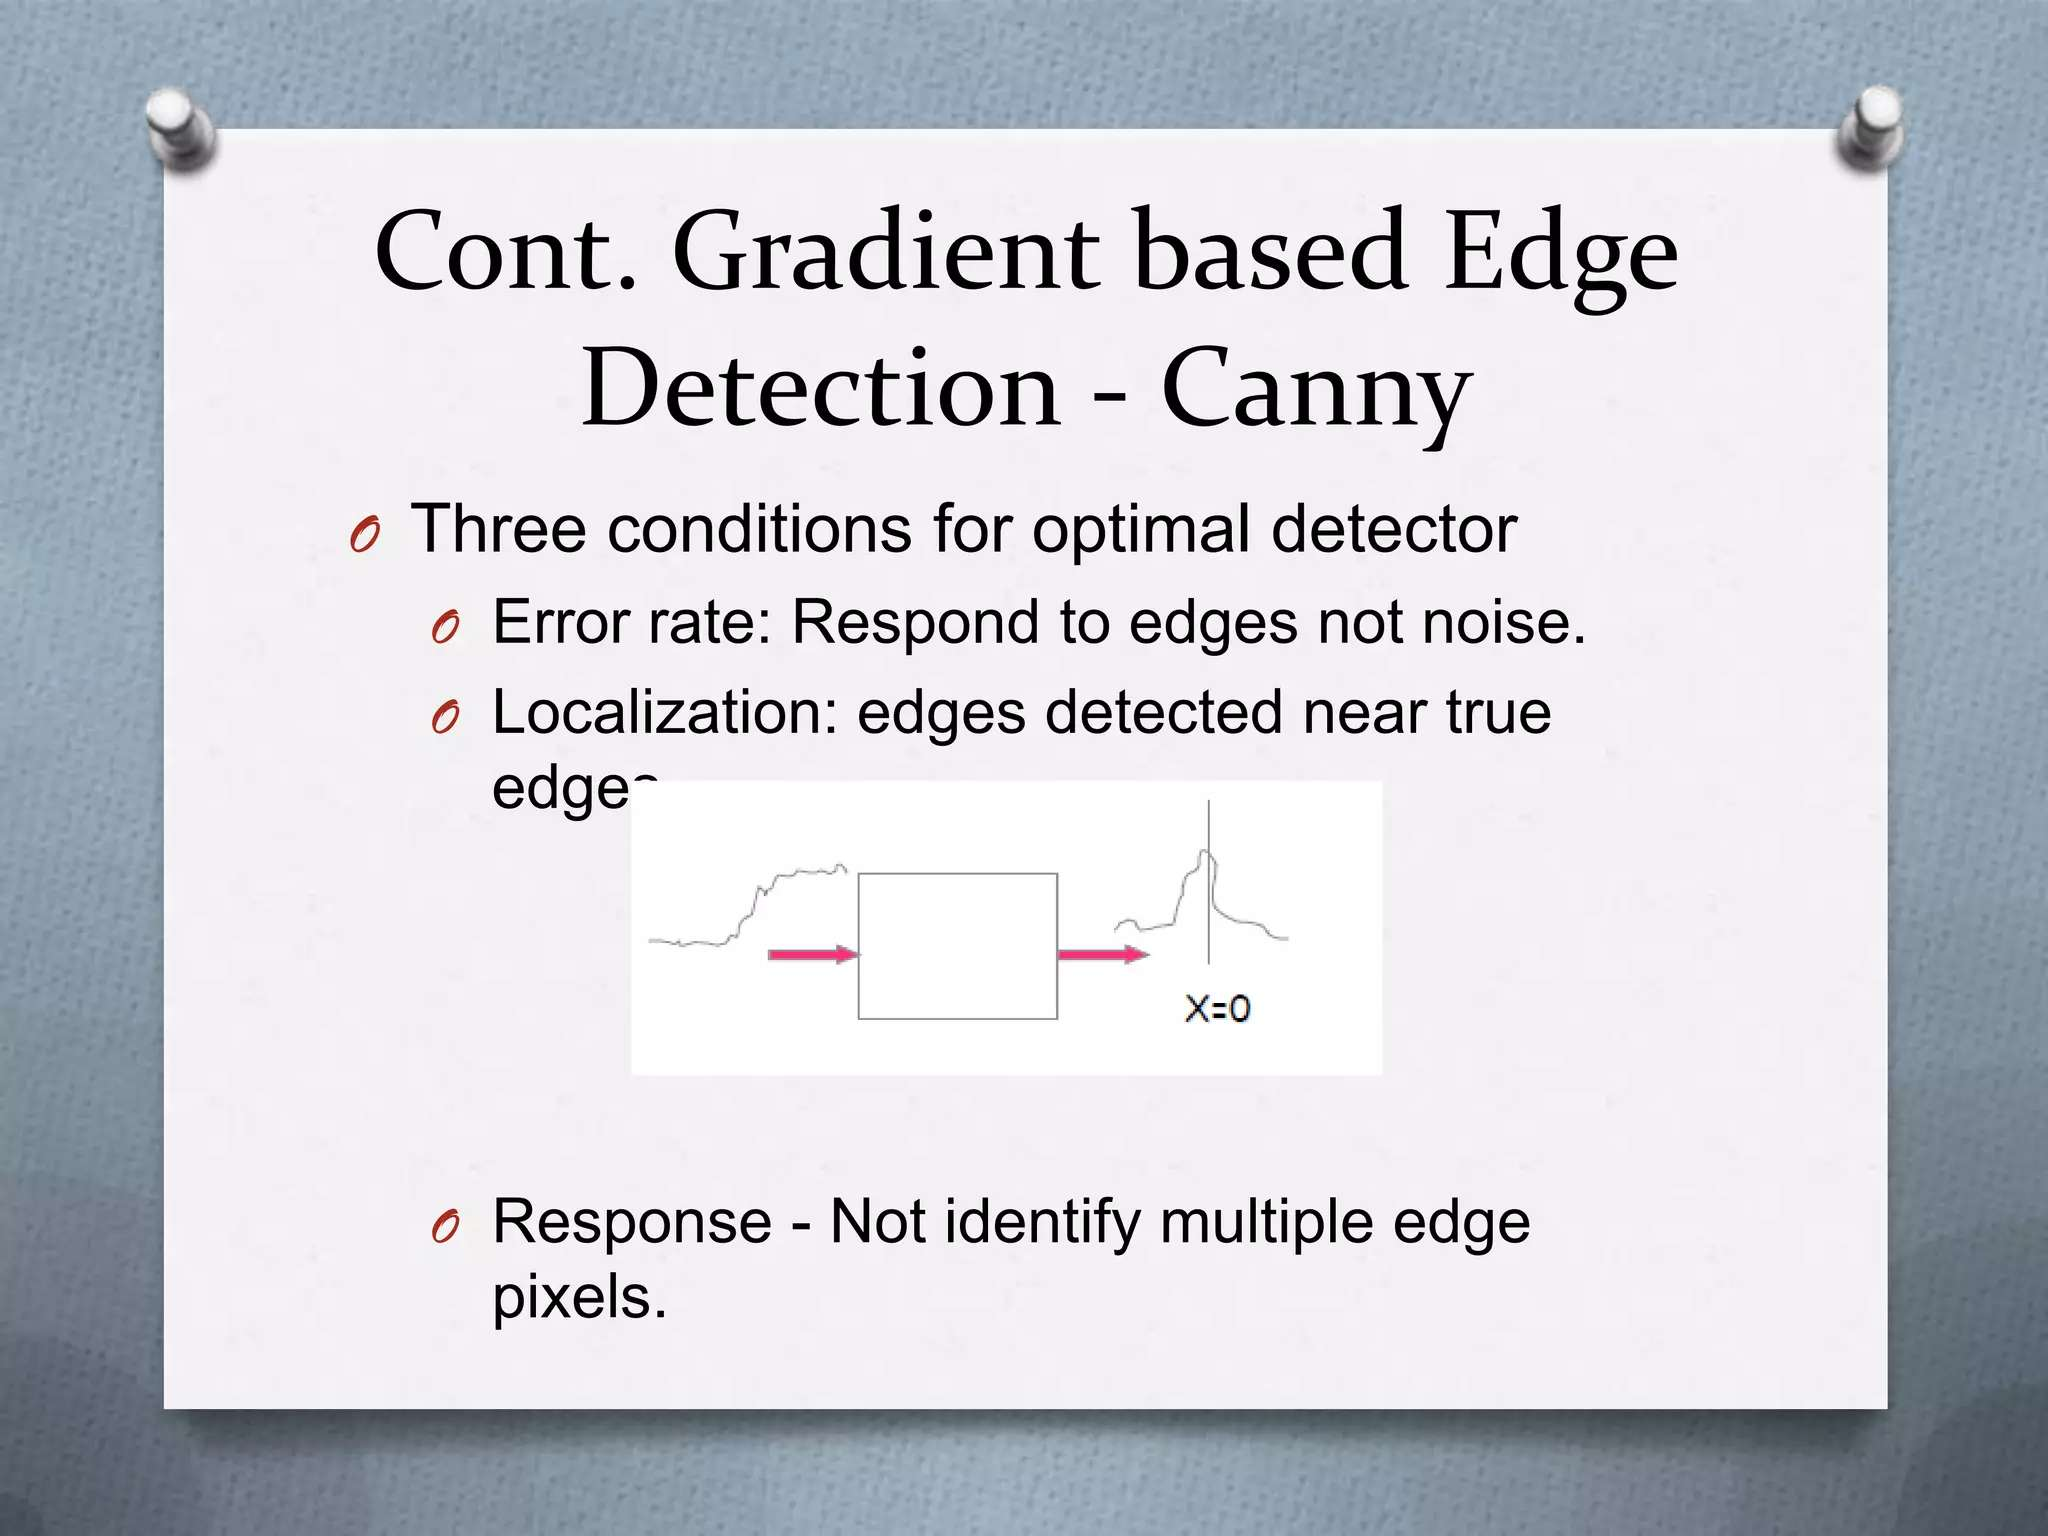 Cont. Gradient based Edge
Detection - Canny
Three conditions for optimal detector
Error rate: Respond to edges not noise.
Localization: edges detected near true
edges
X=0
Response - Not identify multiple edge
pixels.